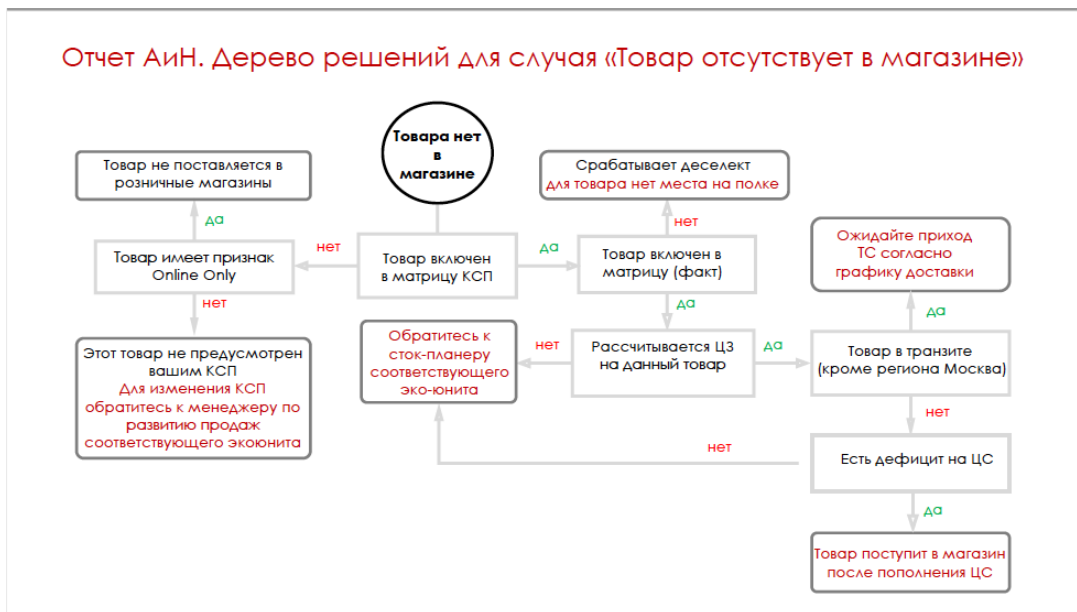 Отчет АиН. Дерево решений для случая «Товар отсутствует в магазине»
Товара нет
в
магазине
Товар не поставляется в
розничные магазины
Срабатывает деселект
для товара нет места на полке
да
нет
Ожидайте приход
ТС согласно
графику доставки
Товар имеет признак
Online Only
нет
Товар включен
в матрицу КСП
да
Товар включен в
матрицу (факт)
нет
да
да
Этот товар не предусмотрен
вашим КСП
Для изменения КСП
обратитесь к менеджеру по
развитию продаж
соответствующего экоюнита
Обратитесь к
сток-планеру
соответствующего
эко-юнита
нет
Рассчитывается ЦЗ
на данный товар
да
Товар в транзите
(кроме региона Москва)
нет
нет
Есть дефицит на ЦС
да
Товар поступит в магазин
после пополнения ЦС